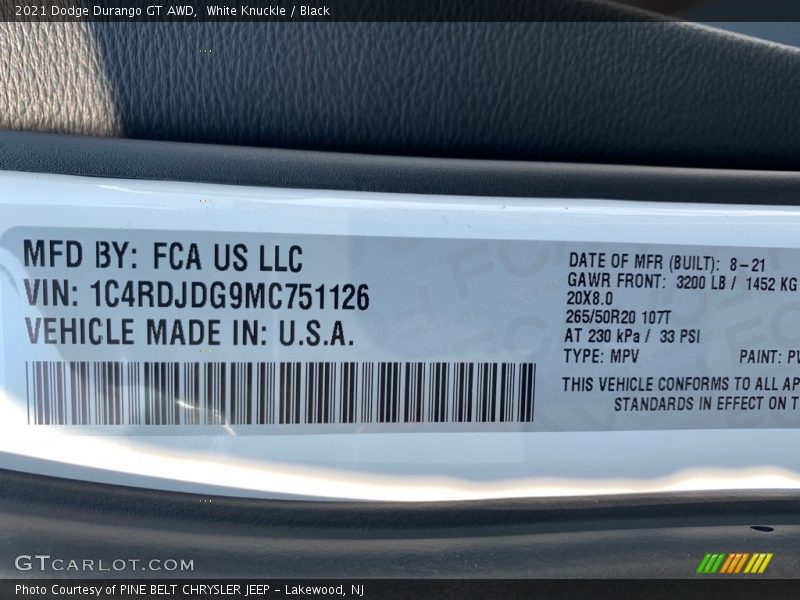 2021 Dodge Durango GT AWD, White Knuckle / Black
MFD BY: FCA US LLC
VIN: 1C4RDJDG9MC751126
VEHICLE MADE IN: U.S.A.
DATE OF MFR (BUILT): 8-21
GAWR FRONT: 3200 LB / 1452 KG
20X8.0
265/50R20 107T
AT 230 kPa / 33 PSI
TYPE: MPV PAINT:
THIS VEHICLE CONFORMS TO ALL
STANDARDS IN EFFECT ON
GTCARLOT.COM
Photo Courtesy of PINE BELT CHRYSLER JEEP - Lakewood, NJ